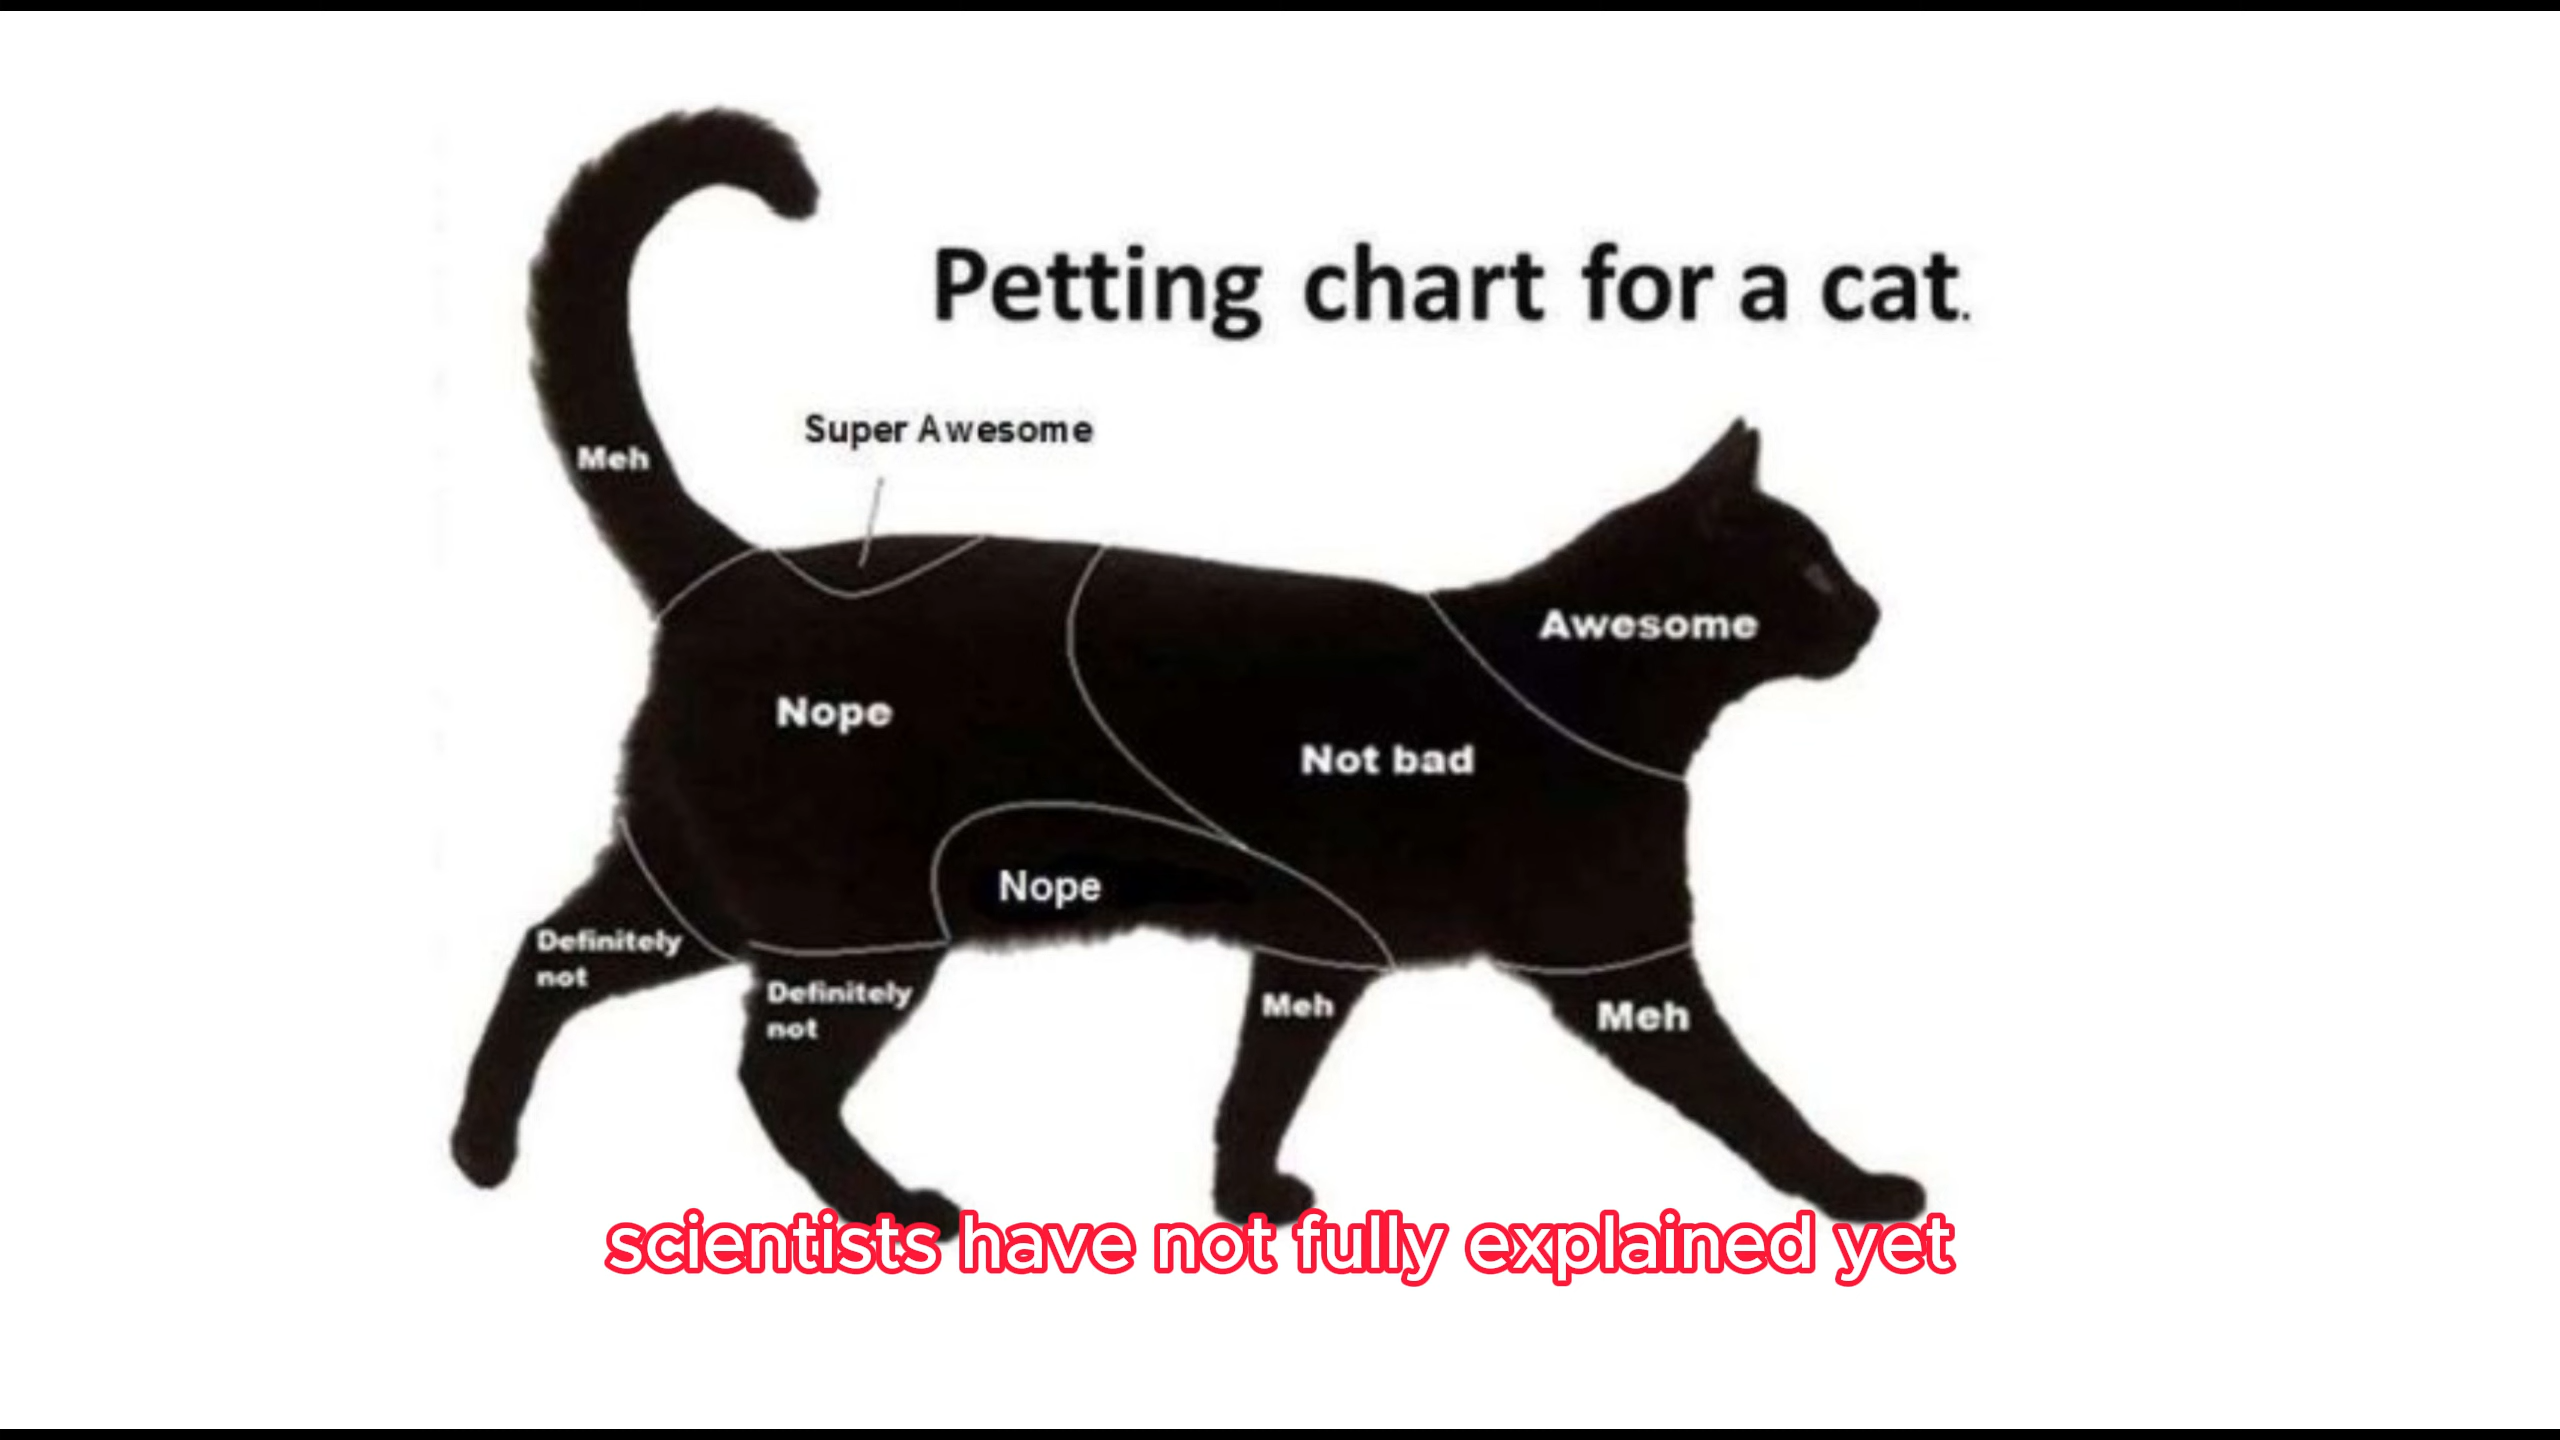 Petting chart for a cat.
Super Awesome
Meh
Awesome
Nope
Not bad
Nope
Definitely
not
Definitely
not
Meh
Meh
scientists have not fully explained yet